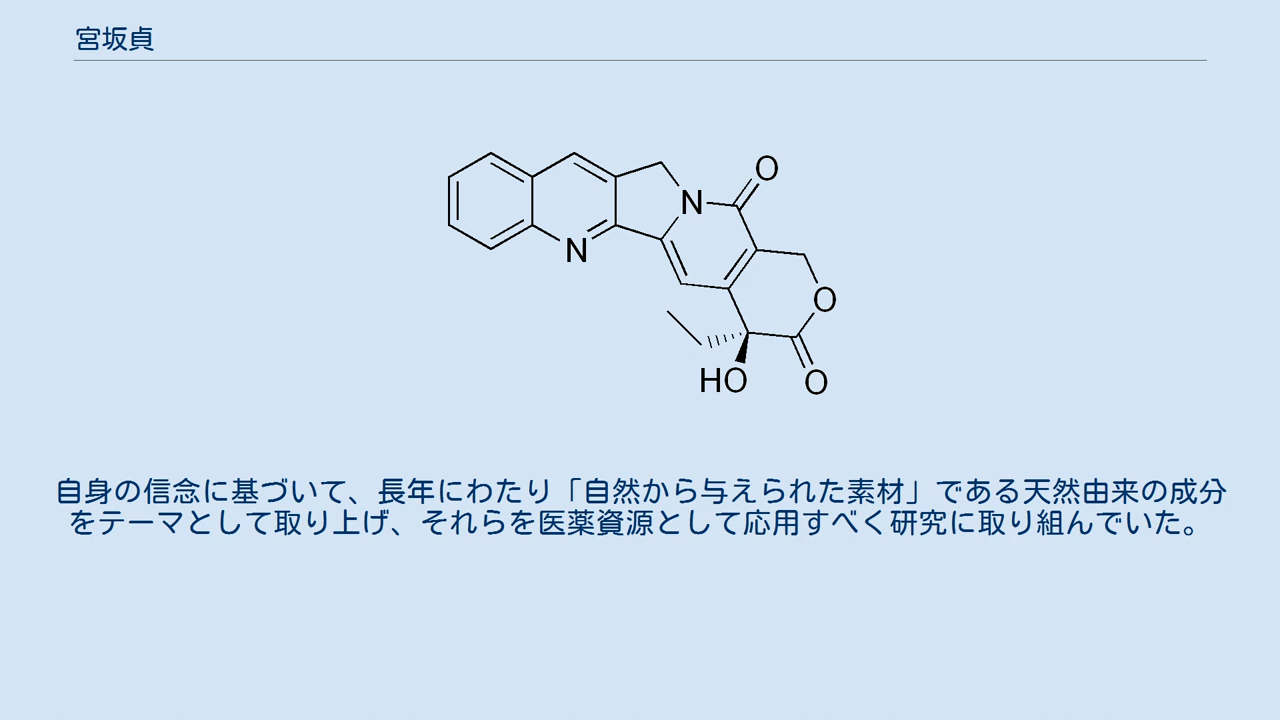 宮坂貞
O
N
N
O
HO
O
自身の信念に基づいて、長年にわたり「自然から与えられた素材」である天然由来の成分
をテーマとして取り上げ、それらを医薬資源として応用すべく研究に取り組んでいた。